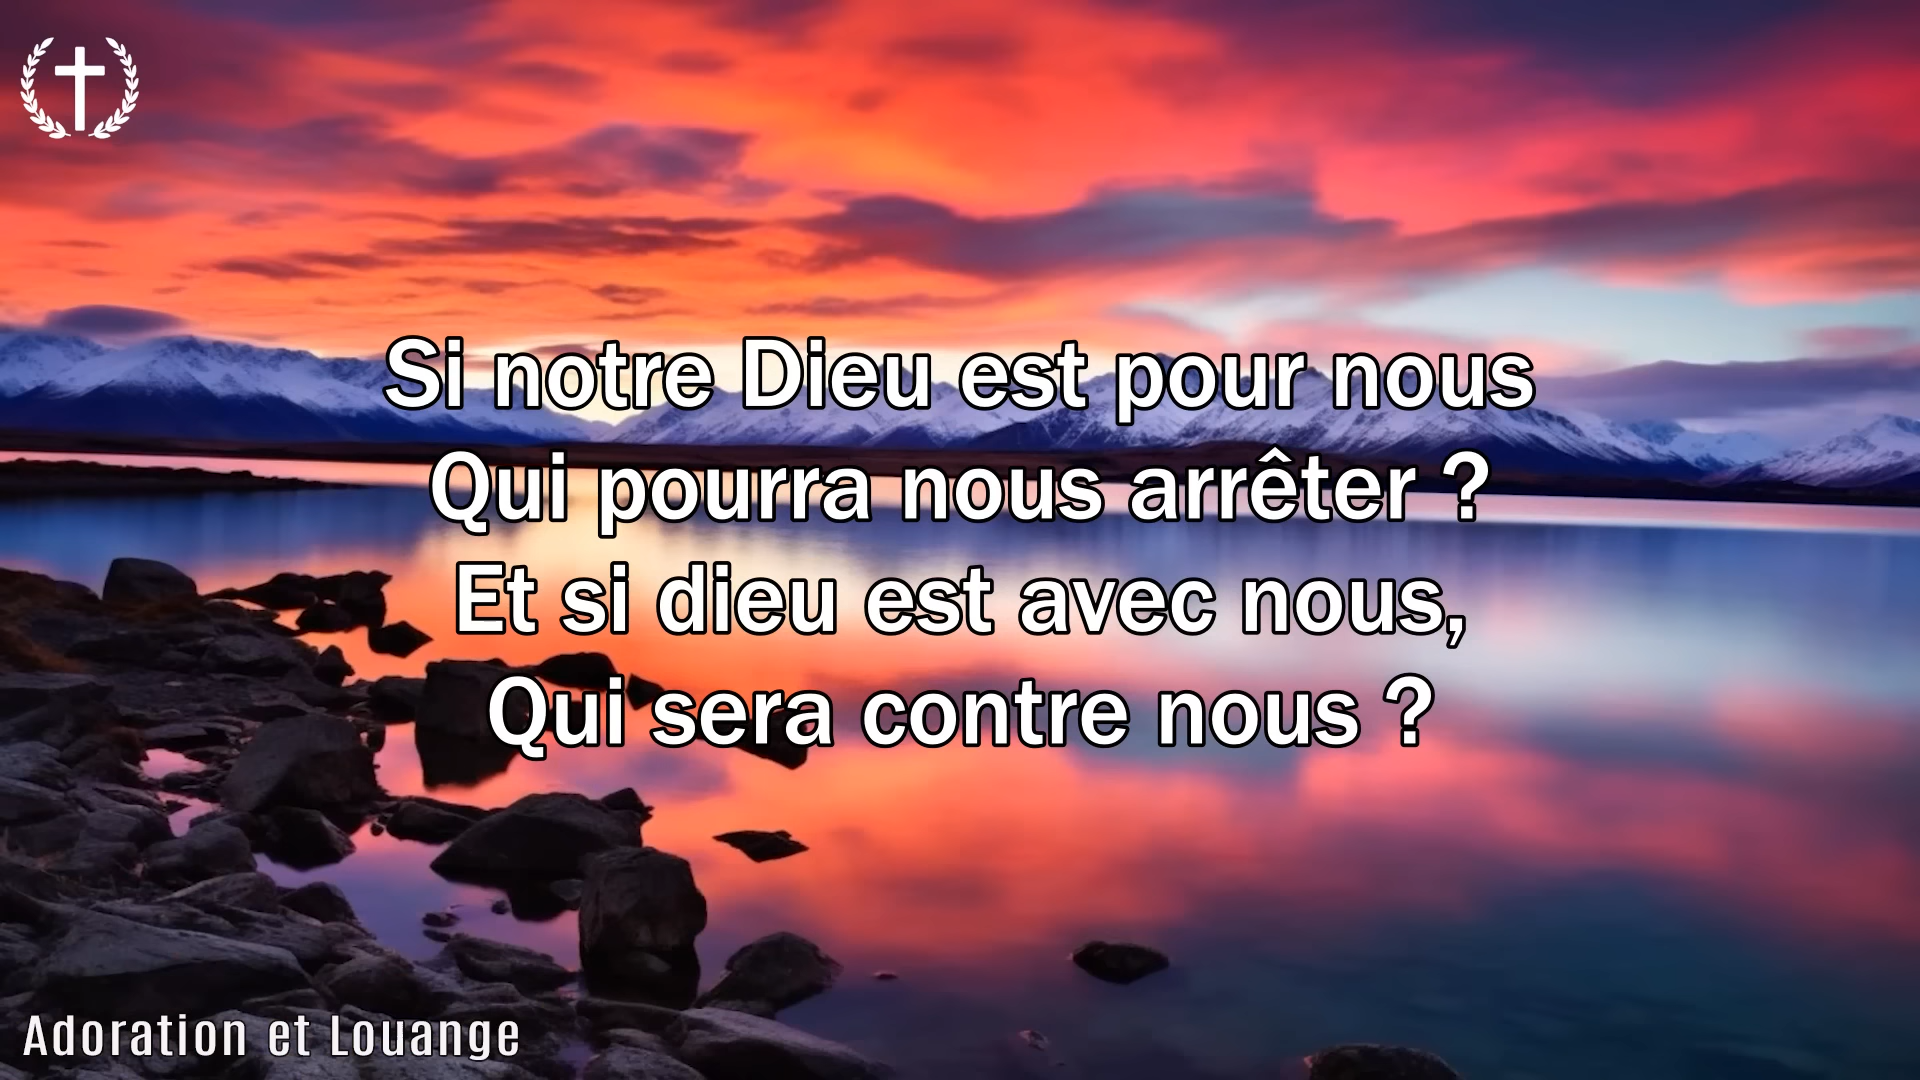 Si notre Dieu est pour nous
Qui pourra nous arrêter ?
Et si dieu est avec nous,
Qui sera contre nous ?
Adoration et Louange